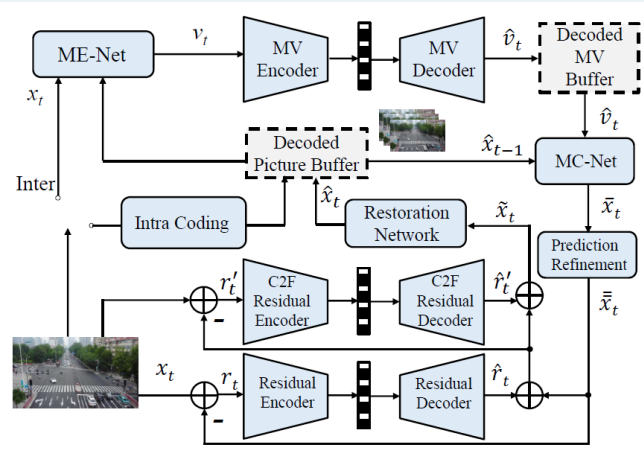 ME-Net
v_t
MV
Encoder
MV
Decoder
v̂_t
Decoded
MV
Buffer
x_t
v̂_t
Decoded
Picture Buffer
x̂_{t−1}
MC-Net
Inter
x̂_t
x̄_t
Intra Coding
Restoration
Network
x̃_t
Prediction
Refinement
r′_t
C2F
Residual
Encoder
C2F
Residual
Decoder
r̂′_t
x̿_t
-
x_t
r_t
Residual
Encoder
Residual
Decoder
r̂_t
-